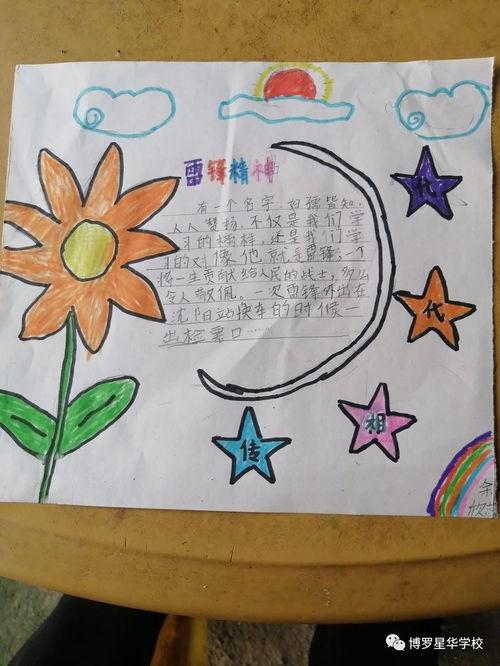 雷锋精神
有一个名字,妇孺皆知,
人人赞扬,不仅是我们学
习的榜样,还是我们学
习的对像他,就是雷锋,一个
将一生贡献给人民的战士,多么
令人敬佩。一次雷锋外出在
沈阳站换车的时候一
出检票口……
代
相
传
余
博罗星华学校